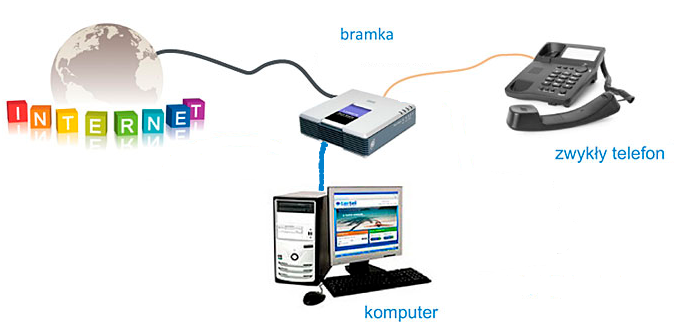 bramka
INTERNET
zwykły telefon
komputer